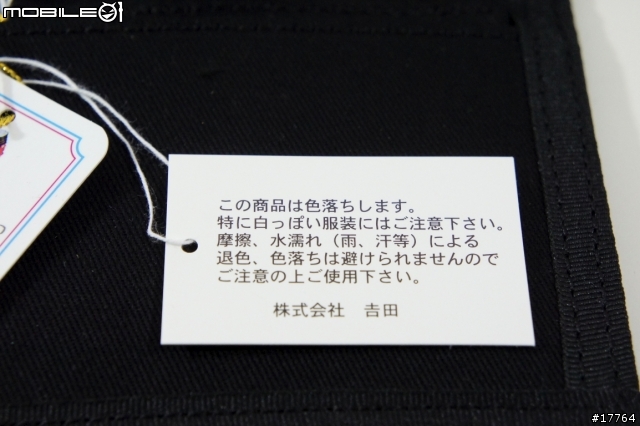 MOBILE01
この商品は色落ちします。
特に白っぽい服装にはご注意下さい。
摩擦、水濡れ（雨、汗等）による
退色、色落ちは避けられませんので
ご注意の上ご使用下さい。
株式会社　𠮷田
#17764